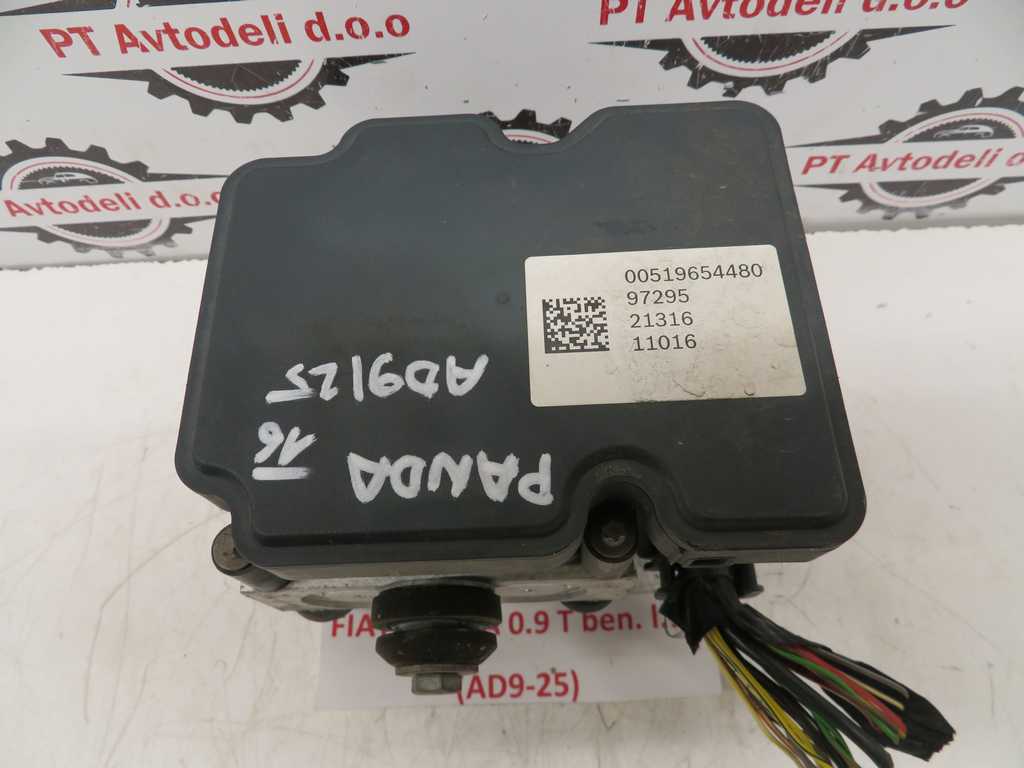 PT Avtodeli d.o.o
PT Avtodeli d.o.o
Avtodeli d.o.o
PT Avtodeli
00519654480
97295
21316
11016
PANDA 16
AD9125
FIA 0.9 T ben.
(AD9-25)